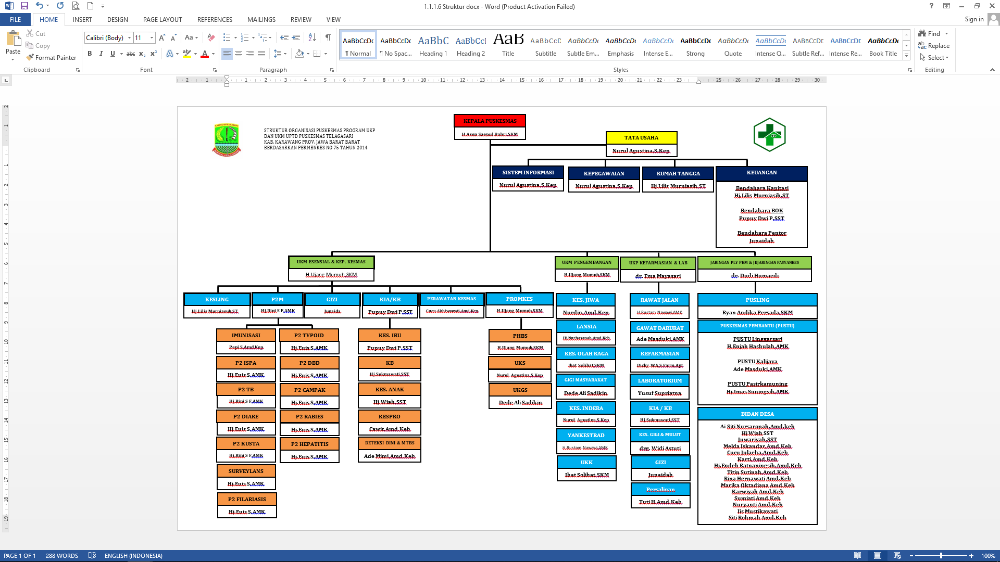 1.1.1.6 Struktur docx - Word (Product Activation Failed)
FILE
HOME
INSERT
DESIGN
PAGE LAYOUT
REFERENCES
MAILINGS
REVIEW
VIEW
Sign in
Paste
Cut
Copy
Format Painter
Calibri (Body)
11
AaBbCcDc
¶ Normal
¶ No Spac...
Heading 1
Heading 2
Title
Subtitle
Subtle Em...
Emphasis
Intense E...
Strong
Quote
Intense Q...
Subtle Ref...
Intense Re...
Book Title
Find
Replace
Select
Clipboard
Font
Paragraph
Styles
Editing
STRUKTUR ORGANISASI PUSKESMAS PROGRAM UKP
DAN UKM UPTD PUSKESMAS TELAGASARI
KAB. KARAWANG PROV. JAWA BARAT BARAT
BERDASARKAN PERMENKES NO 75 TAHUN 2014
KEPALA PUSKESMAS
H.Asep Saepul Bahri,SKM
TATA USAHA
Nurul Agustina,S.Kep
SISTEM INFORMASI
Nurul Agustina,S.Kep
KEPEGAWAIAN
Nurul Agustina,S.Kep
RUMAH TANGGA
Hj.Lilis Murniasih,ST
KEUANGAN
Bendahara Kapitasi
Hj.Lilis Murniasih,ST
Bendahara BOK
Pupuy Dwi P,SST
Bendahara Pentor
Junaidah
UKM ESENSIAL & KEP. KESMAS
H.Ujang Mumuh,SKM
UKM PENGEMBANGAN
H.Ujang Mumuh,SKM
UKP KEFARMASIAN & LAB
dr. Ema Mayasari
JARINGAN PLY PKM & JEJARINGAN FASYANKES
dr. Dudi Humaedi
KESLING
Hj.Lilis Murniasuh,ST
P2M
Hj.Rini S F,AMK
GIZI
Junaida
KIA/KB
Pupuy Dwi P,SST
PERAWATAN KESMAS
Cucu Akhiwawati,Amd.Kep
PROMKES
H.Ujang Mumuh,SKM
IMUNISASI
Pepi S,Amd.Kep
P2 ISPA
Hj.Euis S,AMK
P2 TB
Hj.Rini S F,AMK
P2 DIARE
Hj.Euis S,AMK
P2 KUSTA
Hj.Rini S F,AMK
SURVEYLANS
Hj.Euis S,AMK
P2 FILARIASIS
Hj.Euis S,AMK
P2 TYPOID
Hj.Euis S,AMK
P2 DBD
Hj.Euis S,AMK
P2 CAMPAK
Hj.Euis S,AMK
P2 RABIES
Hj.Euis S,AMK
P2 HEPATITIS
Hj.Euis S,AMK
KES. IBU
Pupuy Dwi P,SST
KB
Hj.Sukmawati,SST
KES. ANAK
Hj.Wiah,SST
KESPRO
Cawit,Amd.Keb
DETEKSI DINI & MTBS
Ade Mimi,Amd.Keb
PHBS
H.Ujang Mumuh,SKM
UKS
Nurul Agustina,S.Kep
UKGS
Dede Ali Sadikin
KES. JIWA
Nurdin,Amd.Kep
LANSIA
Hj.Nurhasanah,Amd.Keb
KES. OLAH RAGA
Ihat Solihat,SKM
GIGI MASYARAKAT
Dede Ali Sadikin
KES. INDERA
Nurul Agustina,S.Kep
YANKESTRAD
H.Rustam Nawawi,AMK
UKK
Ihat Solihat,SKM
RAWAT JALAN
H.Rustam Nawawi,AMK
GAWAT DARURAT
Ade Masduki,AMK
KEFARMASIAN
Dicky WA,S.Farm,Apt
LABORATORIUM
Yusuf Supriatna
KIA / KB
Hj.Sukmawati,SST
KES. GIGI & MULUT
drg. Widi Astuti
GIZI
Junaidah
Persalinan
Tuti H,Amd.Keb
PUSLING
Ryan Andika Persada,SKM
PUSKESMAS PEMBANTU (PUSTU)
PUSTU Linggarsari
H.Enjah Hasbulah,AMK
PUSTU Kalijaya
Ade Masduki,AMK
PUSTU Pasirkamuning
Hj.Imas Suningsih,AMK
BIDAN DESA
Ai Siti Nursaropah,Amd.keb
Hj.Wiah SST
Juwariyah,SST
Melda Iskandar,Amd.Keb
Cucu Julaeha,Amd.Keb
Karti,Amd.Keb
Hj.Endeh Ratnaningsih,Amd.Keb
Titin Sutinah,Amd.Keb
Rina Hernawati Amd.Keb
Marika Oktadiana Amd.Keb
Karwiyah Amd.Keb
Sumiati Amd.Keb
Nuryanti Amd.Keb
Iis Mustikawati
Siti Rohmah Amd.Keb
PAGE 1 OF 1
288 WORDS
ENGLISH (INDONESIA)
100%